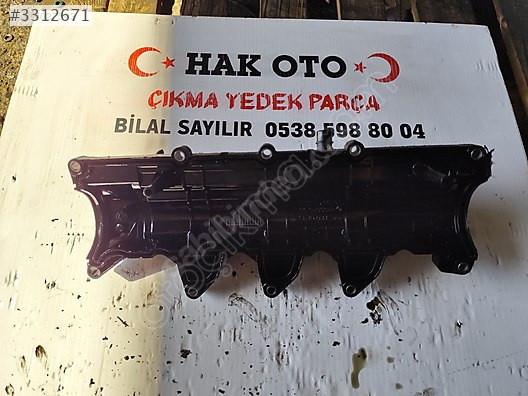 #3312671
HAK OTO
ÇIKMA YEDEK PARÇA
BİLAL SAYILIR 0538 598 80 04